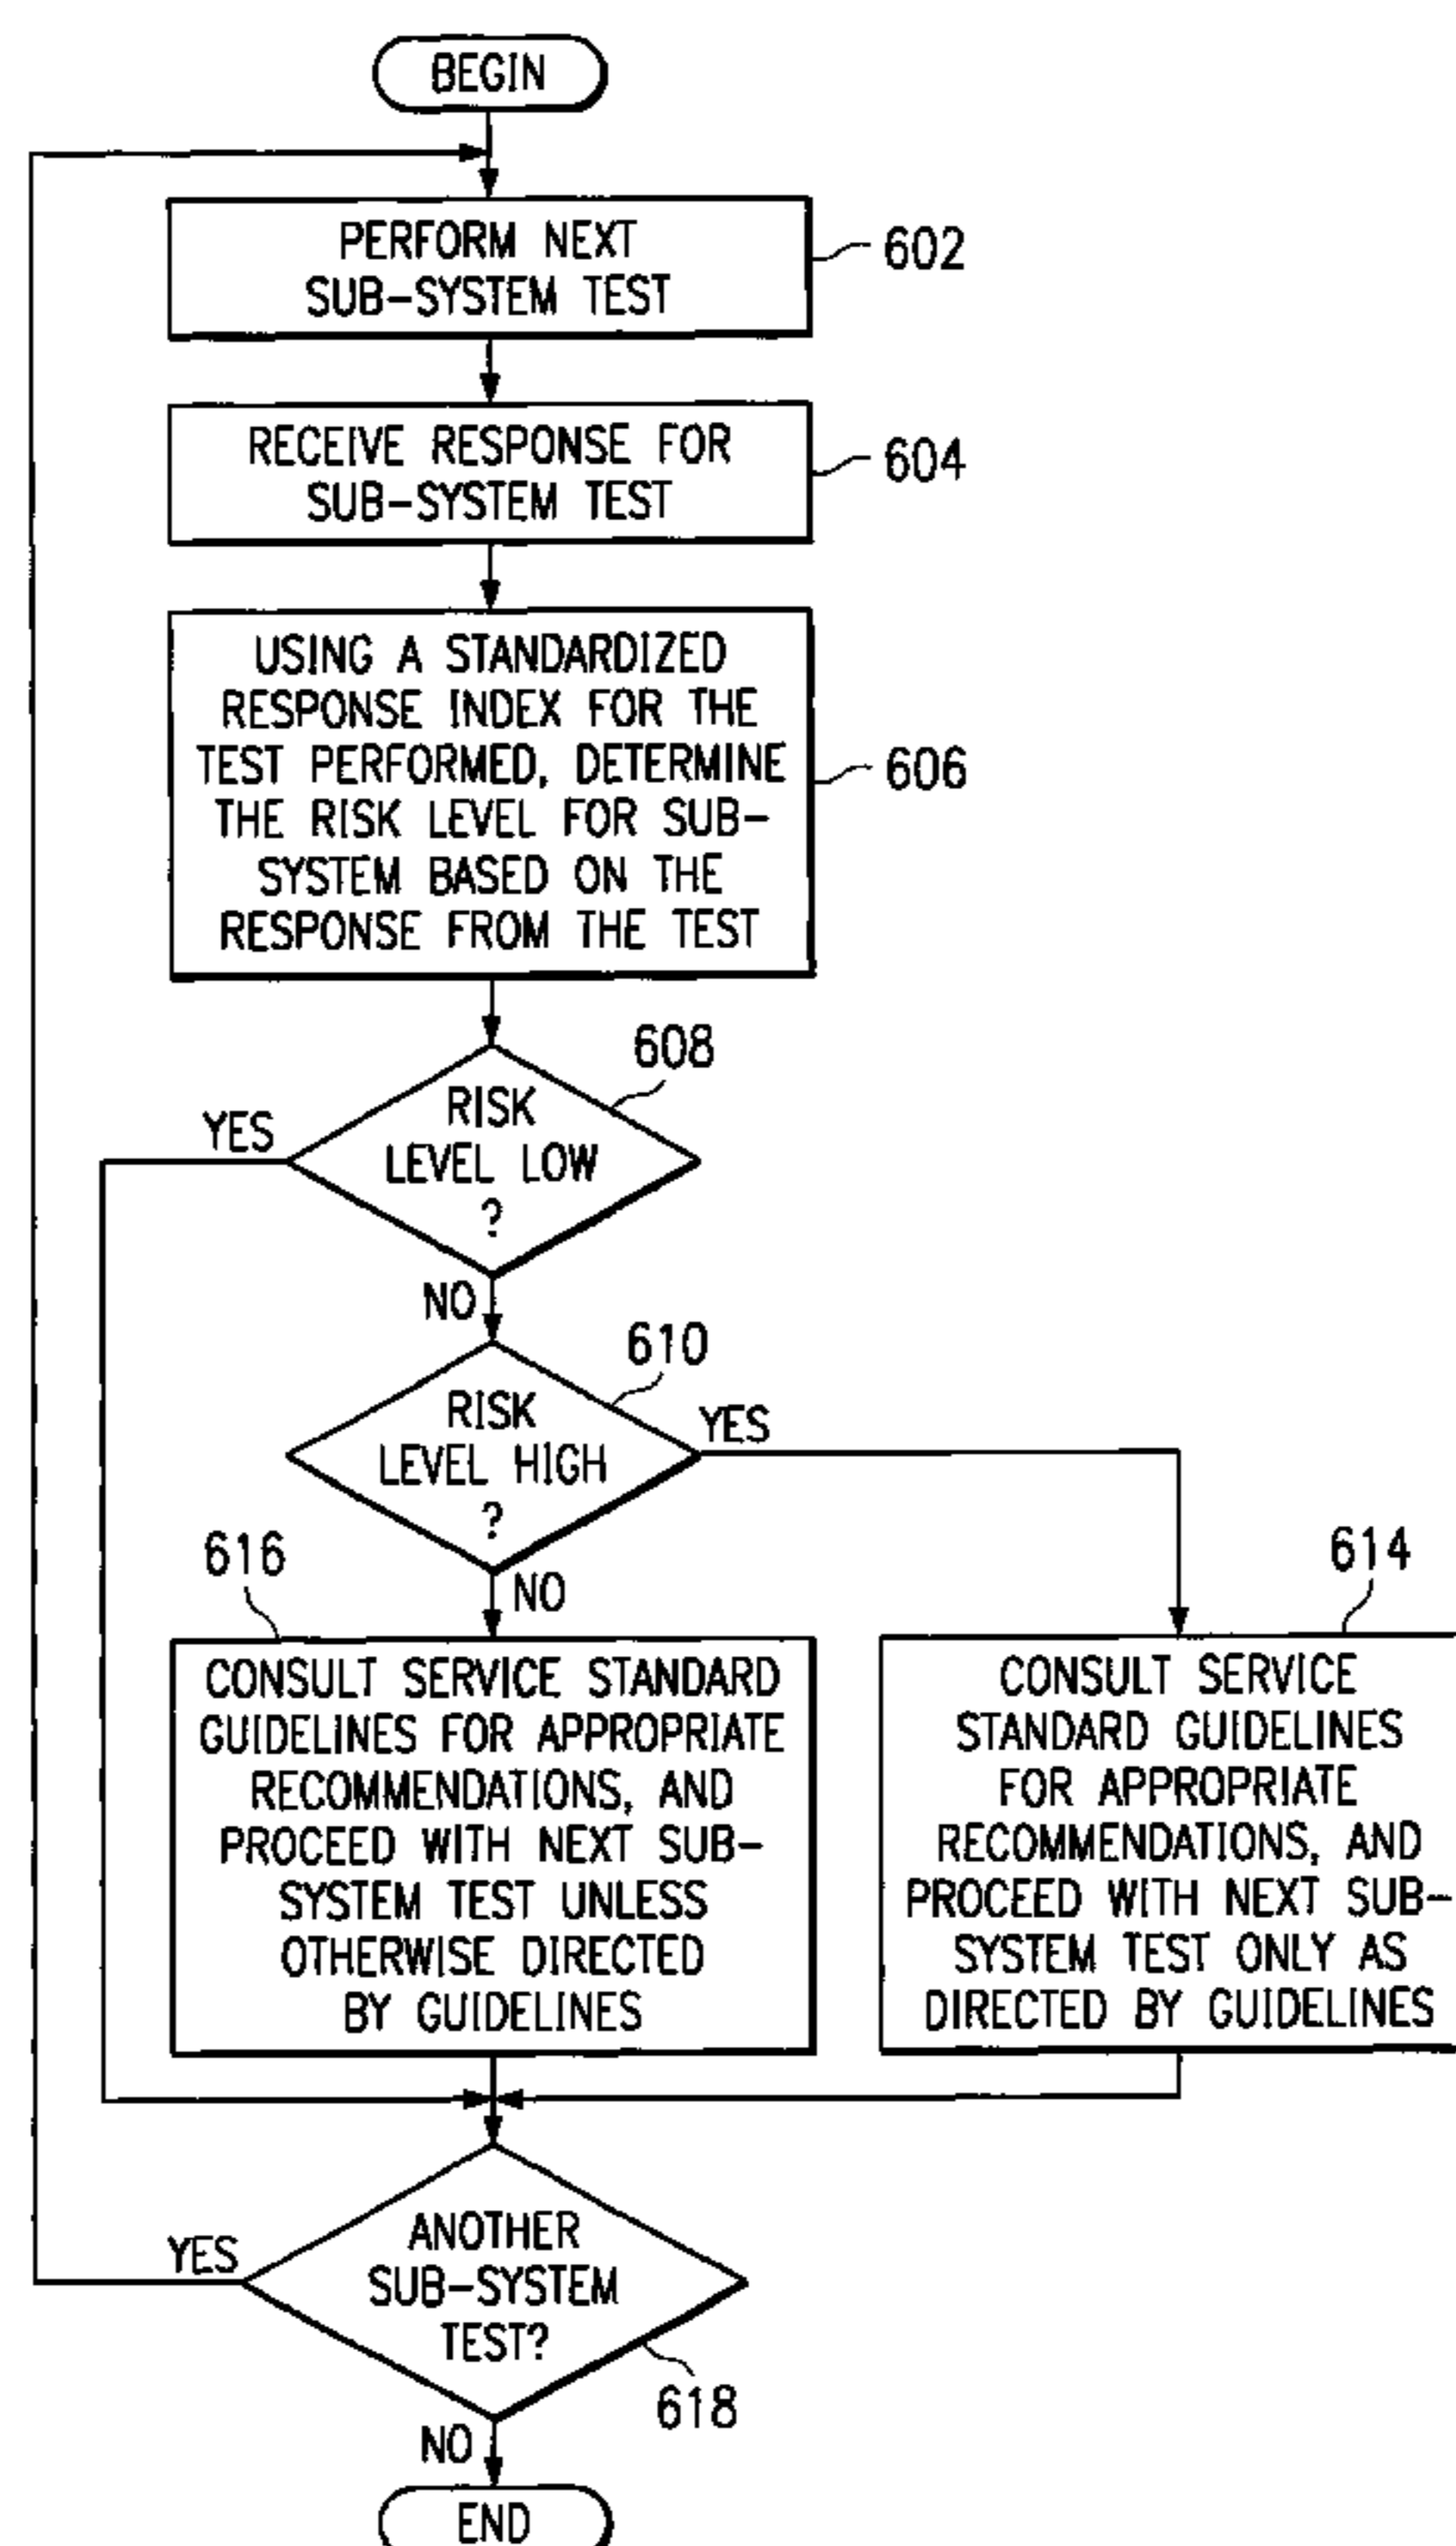 BEGIN
PERFORM NEXT
SUB-SYSTEM TEST
602
RECEIVE RESPONSE FOR
SUB-SYSTEM TEST
604
USING A STANDARDIZED
RESPONSE INDEX FOR THE
TEST PERFORMED, DETERMINE
THE RISK LEVEL FOR SUB-
SYSTEM BASED ON THE
RESPONSE FROM THE TEST
606
608
RISK
LEVEL LOW
?
YES
NO
610
RISK
LEVEL HIGH
?
YES
NO
616
CONSULT SERVICE STANDARD
GUIDELINES FOR APPROPRIATE
RECOMMENDATIONS, AND
PROCEED WITH NEXT SUB-
SYSTEM TEST UNLESS
OTHERWISE DIRECTED
BY GUIDELINES
614
CONSULT SERVICE
STANDARD GUIDELINES
FOR APPROPRIATE
RECOMMENDATIONS, AND
PROCEED WITH NEXT SUB-
SYSTEM TEST ONLY AS
DIRECTED BY GUIDELINES
ANOTHER
SUB-SYSTEM
TEST?
YES
618
NO
END